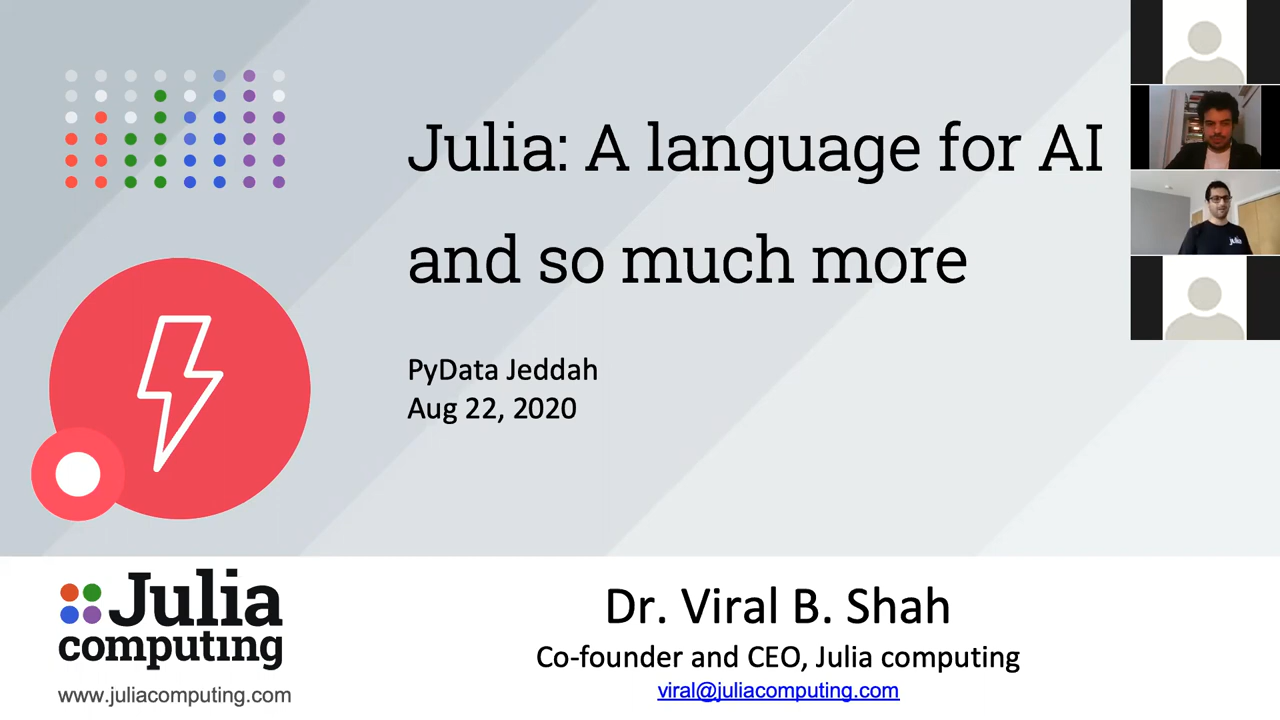 Julia: A language for AI
and so much more
PyData Jeddah
Aug 22, 2020
Julia
computing
www.juliacomputing.com
Dr. Viral B. Shah
Co-founder and CEO, Julia computing
viral@juliacomputing.com
julia